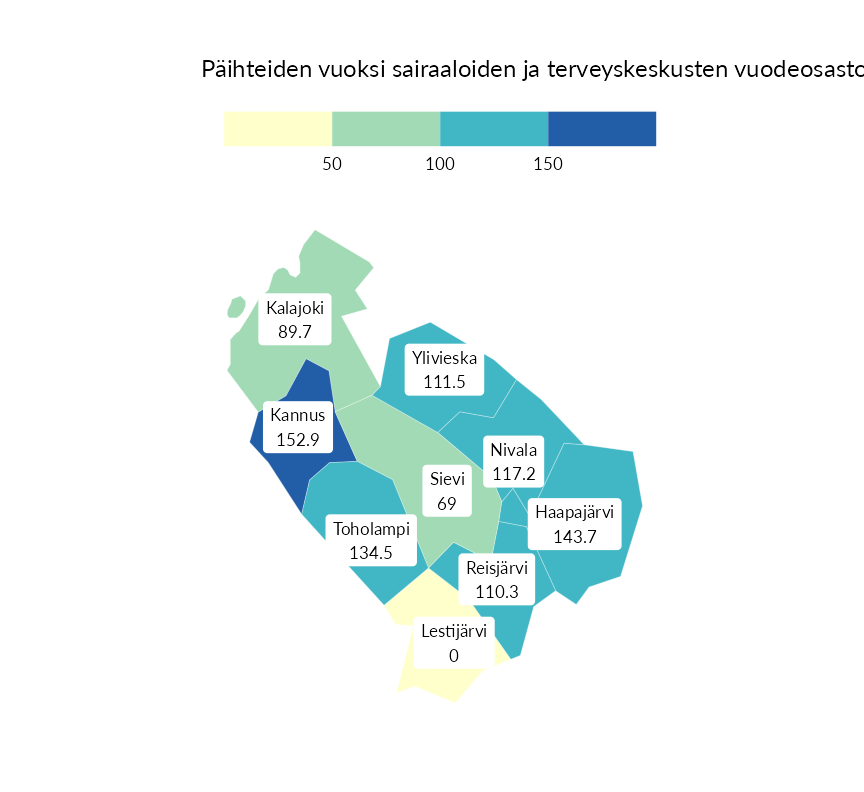 Päihteiden vuoksi sairaaloiden ja terveyskeskusten
50 100 150
Kalajoki
89.7
Ylivieska
111.5
Kannus
152.9
Nivala
117.2
Sievi
69
Haapajärvi
143.7
Toholampi
134.5
Reisjärvi
110.3
Lestijärvi
0